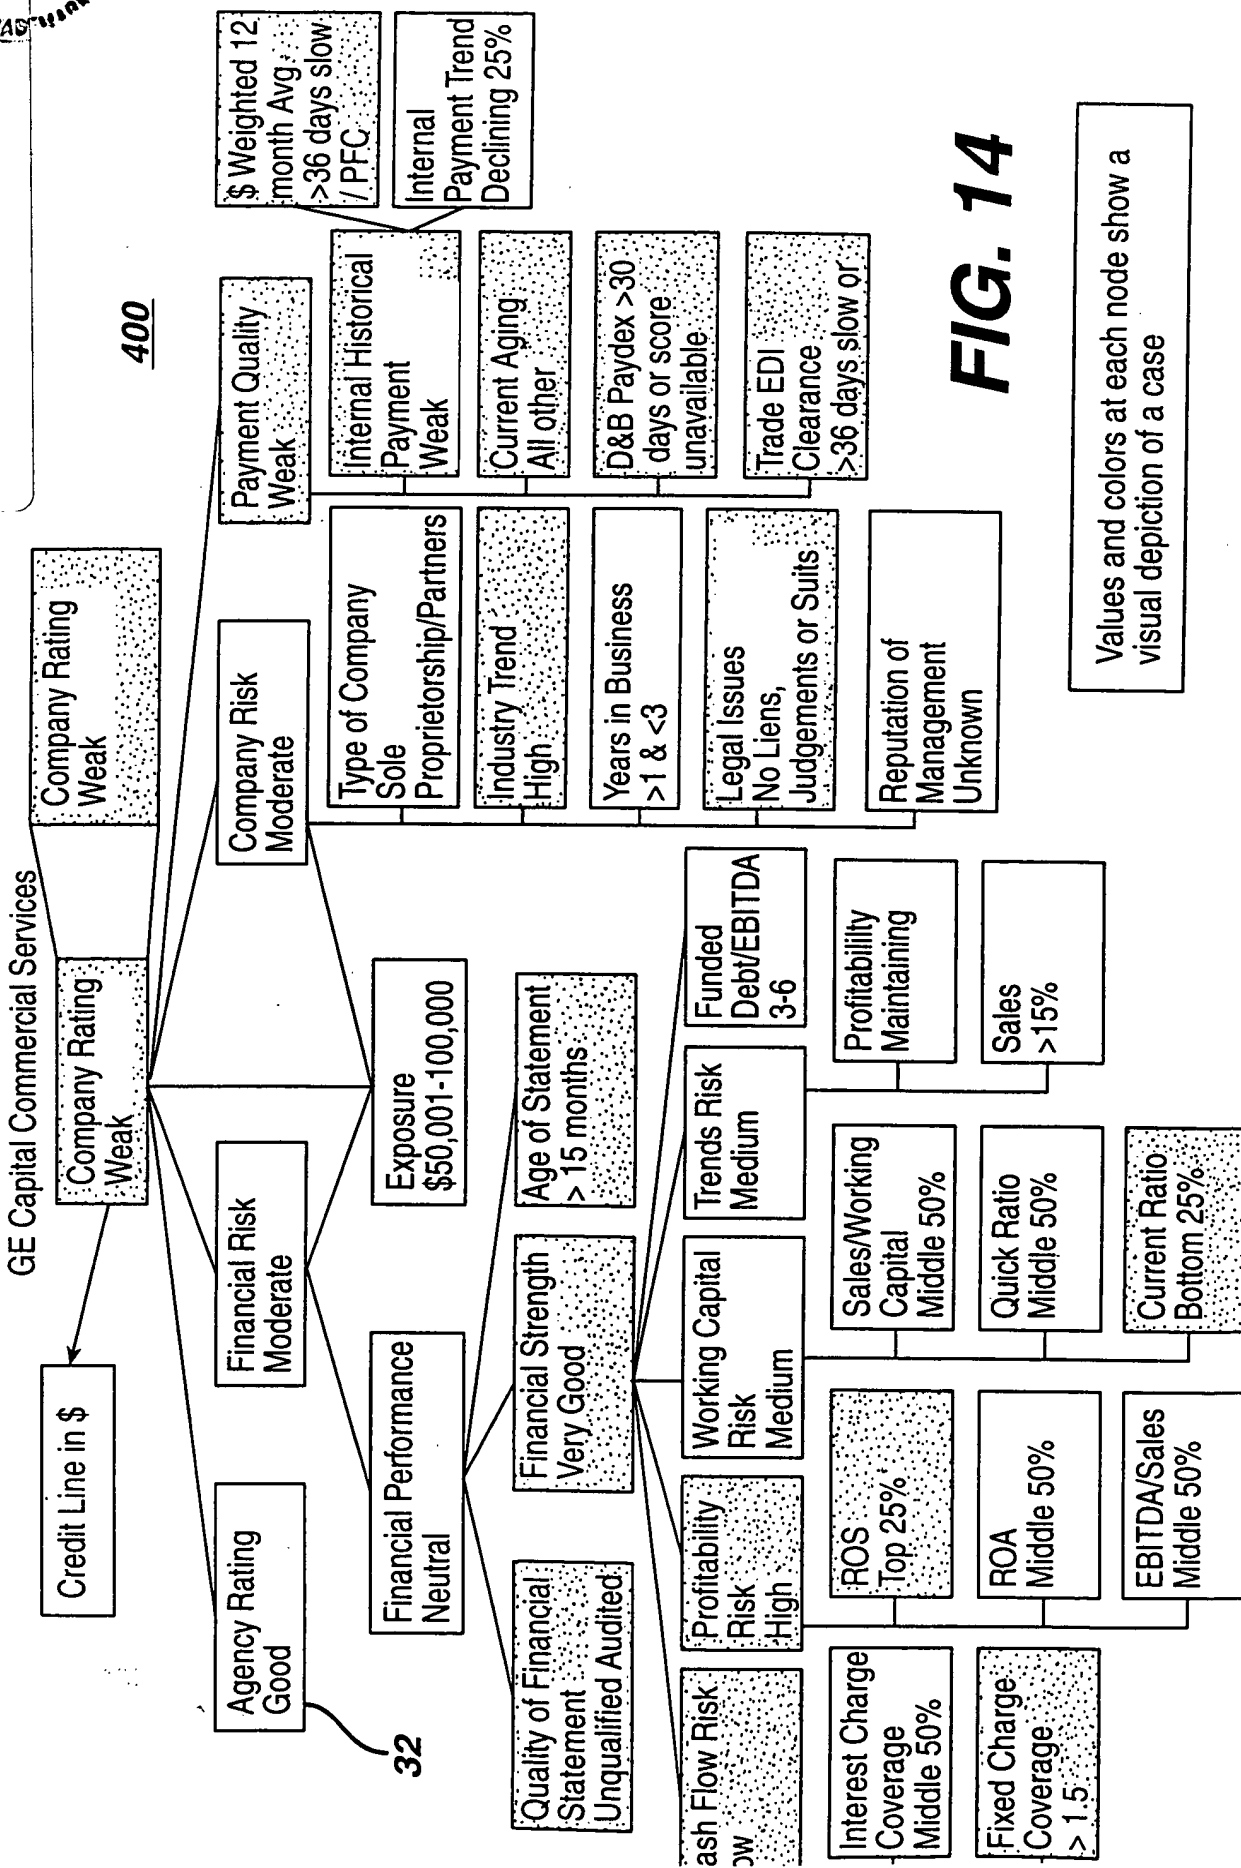 GE Capital Commercial Services
400
Credit Line in $
Company Rating
Weak
Company Rating
Weak
Agency Rating
Good
32
Financial Risk
Moderate
Company Risk
Moderate
Payment Quality
Weak
$ Weighted 12
month Avg
>36 days slow
/ PFC
Internal
Payment Trend
Declining 25%
Financial Performance
Neutral
Exposure
$50,001-100,000
Type of Company
Sole
Proprietorship/Partners
Industry Trend
High
Years in Business
>1 & <3
Legal Issues
No Liens,
Judgements or Suits
Reputation of
Management
Unknown
Internal Historical
Payment
Weak
Current Aging
All other
D&B Paydex >30
days or score
unavailable
Trade EDI
Clearance
>36 days slow or
Quality of Financial
Statement
Unqualified Audited
Financial Strength
Very Good
Age of Statement
> 15 months
ash Flow Risk
ow
Profitability
Risk
High
Working Capital
Risk
Medium
Trends Risk
Medium
Funded
Debt/EBITDA
3-6
Interest Charge
Coverage
Middle 50%
Fixed Charge
Coverage
> 1.5
ROS
Top 25%
ROA
Middle 50%
EBITDA/Sales
Middle 50%
Sales/Working
Capital
Middle 50%
Quick Ratio
Middle 50%
Current Ratio
Bottom 25%
Profitability
Maintaining
Sales
>15%
FIG. 14
Values and colors at each node show a
visual depiction of a case